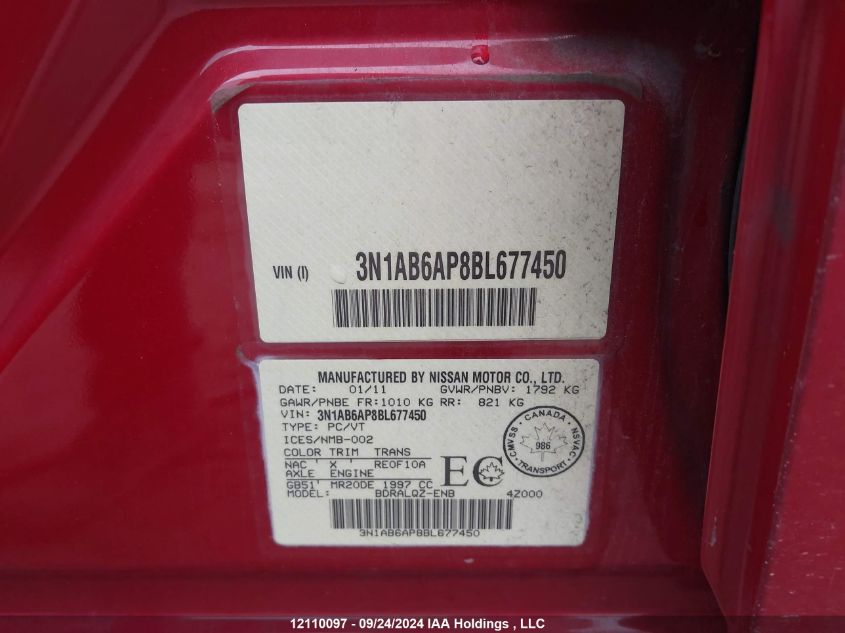 VIN (I) 3N1AB6AP8BL677450
MANUFACTURED BY NISSAN MOTOR CO., LTD.
DATE: 01/11 GVWR/PNBV: 1792 KG
GAWR/PNBE FR:1010 KG RR: 821 KG
VIN: 3N1AB6AP8BL677450
TYPE: PC/VT
ICES/NMB-002
COLOR TRIM TRANS
NAC 'X' RE0F10A
AXLE ENGINE
GB51' MR20DE 1997 CC
MODEL: BDRALQZ-ENB 4Z000
3N1AB6AP8BL677450
EC
CANADA
CMVSS NSVAC
986
TRANSPORT
12110097 - 09/24/2024 IAA Holdings , LLC